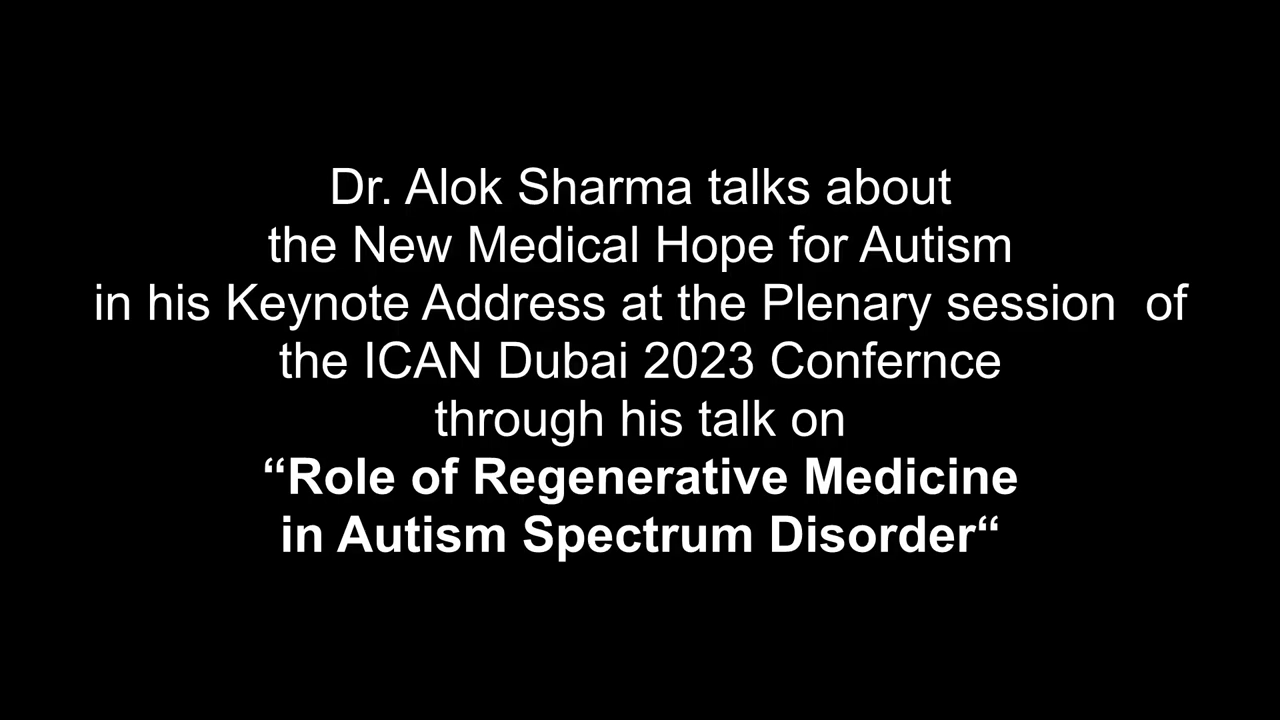 Dr. Alok Sharma talks about
the New Medical Hope for Autism
in his Keynote Address at the Plenary session  of
the ICAN Dubai 2023 Confernce
through his talk on
“Role of Regenerative Medicine
in Autism Spectrum Disorder“